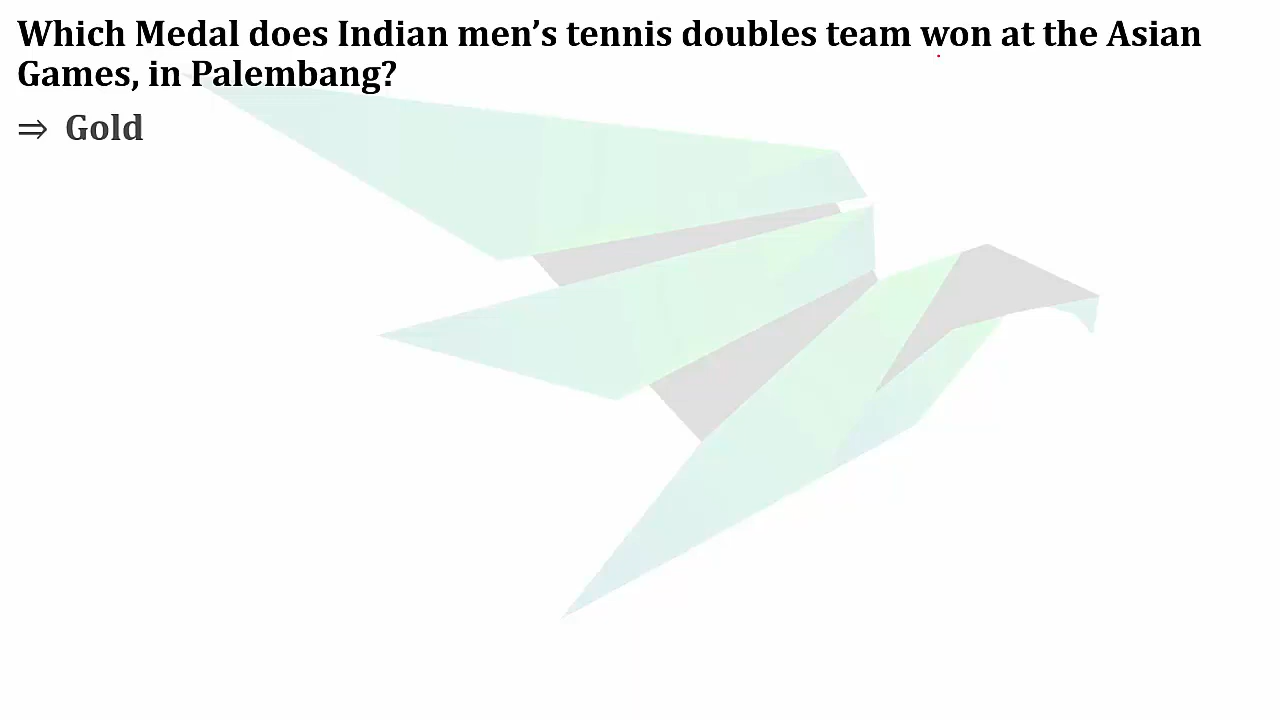 Which Medal does Indian men’s tennis doubles team won at the Asian
Games, in Palembang?
⇒ Gold